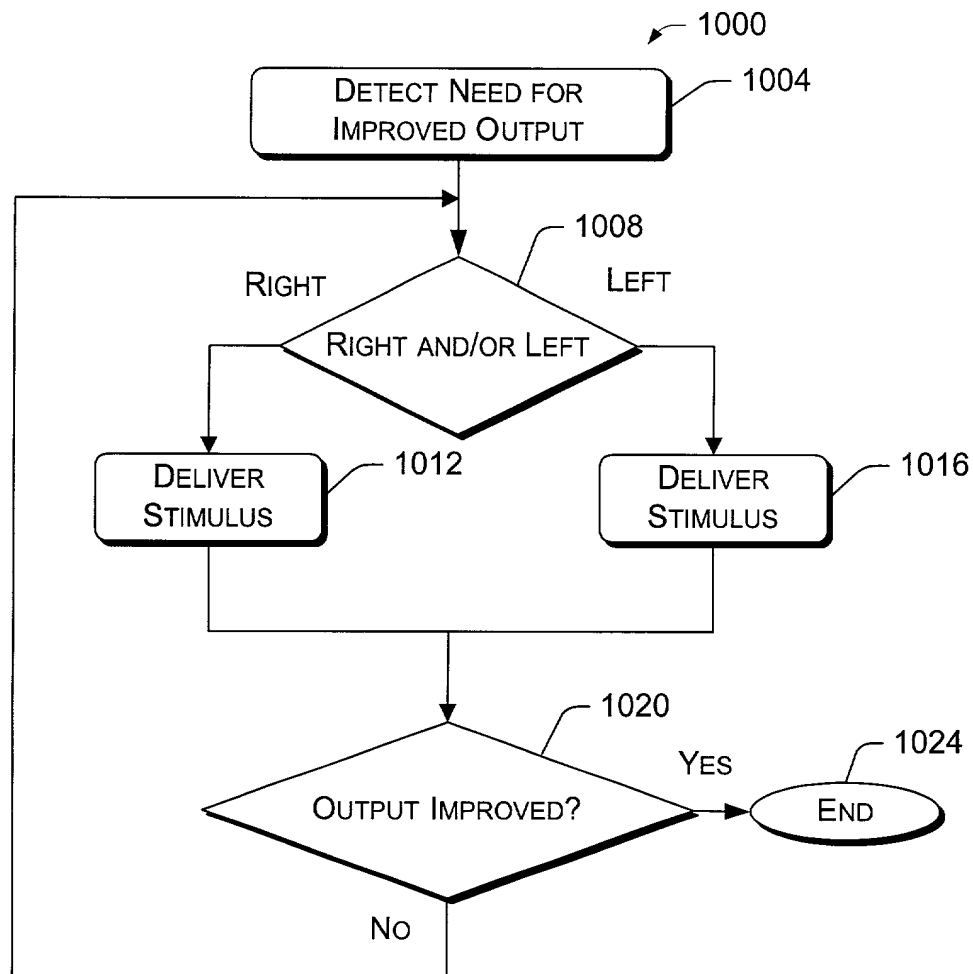 1000
DETECT NEED FOR
IMPROVED OUTPUT
1004
1008
RIGHT
LEFT
RIGHT AND/OR LEFT
DELIVER
STIMULUS
1012
DELIVER
STIMULUS
1016
1020
OUTPUT IMPROVED?
YES
1024
END
NO